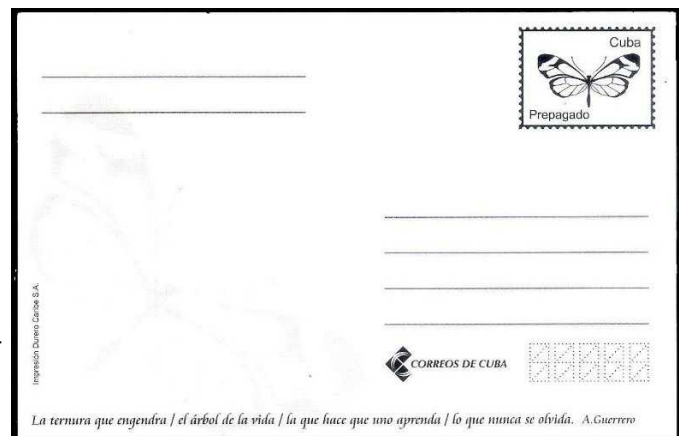 Cuba
Prepagado
Impresión Durero Caribe S.A.
CORREOS DE CUBA
La ternura que engendra / el árbol de la vida / la que hace que uno aprenda / lo que nunca se olvida. A.Guerrero